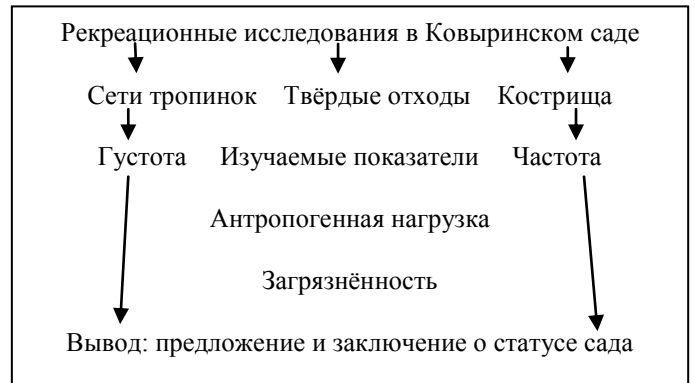 Рекреационные исследования в Ковыринском саде
Сети тропинок Твёрдые отходы Кострища
Густота Изучаемые показатели Частота
Антропогенная нагрузка
Загрязнённость
Вывод: предложение и заключение о статусе сада